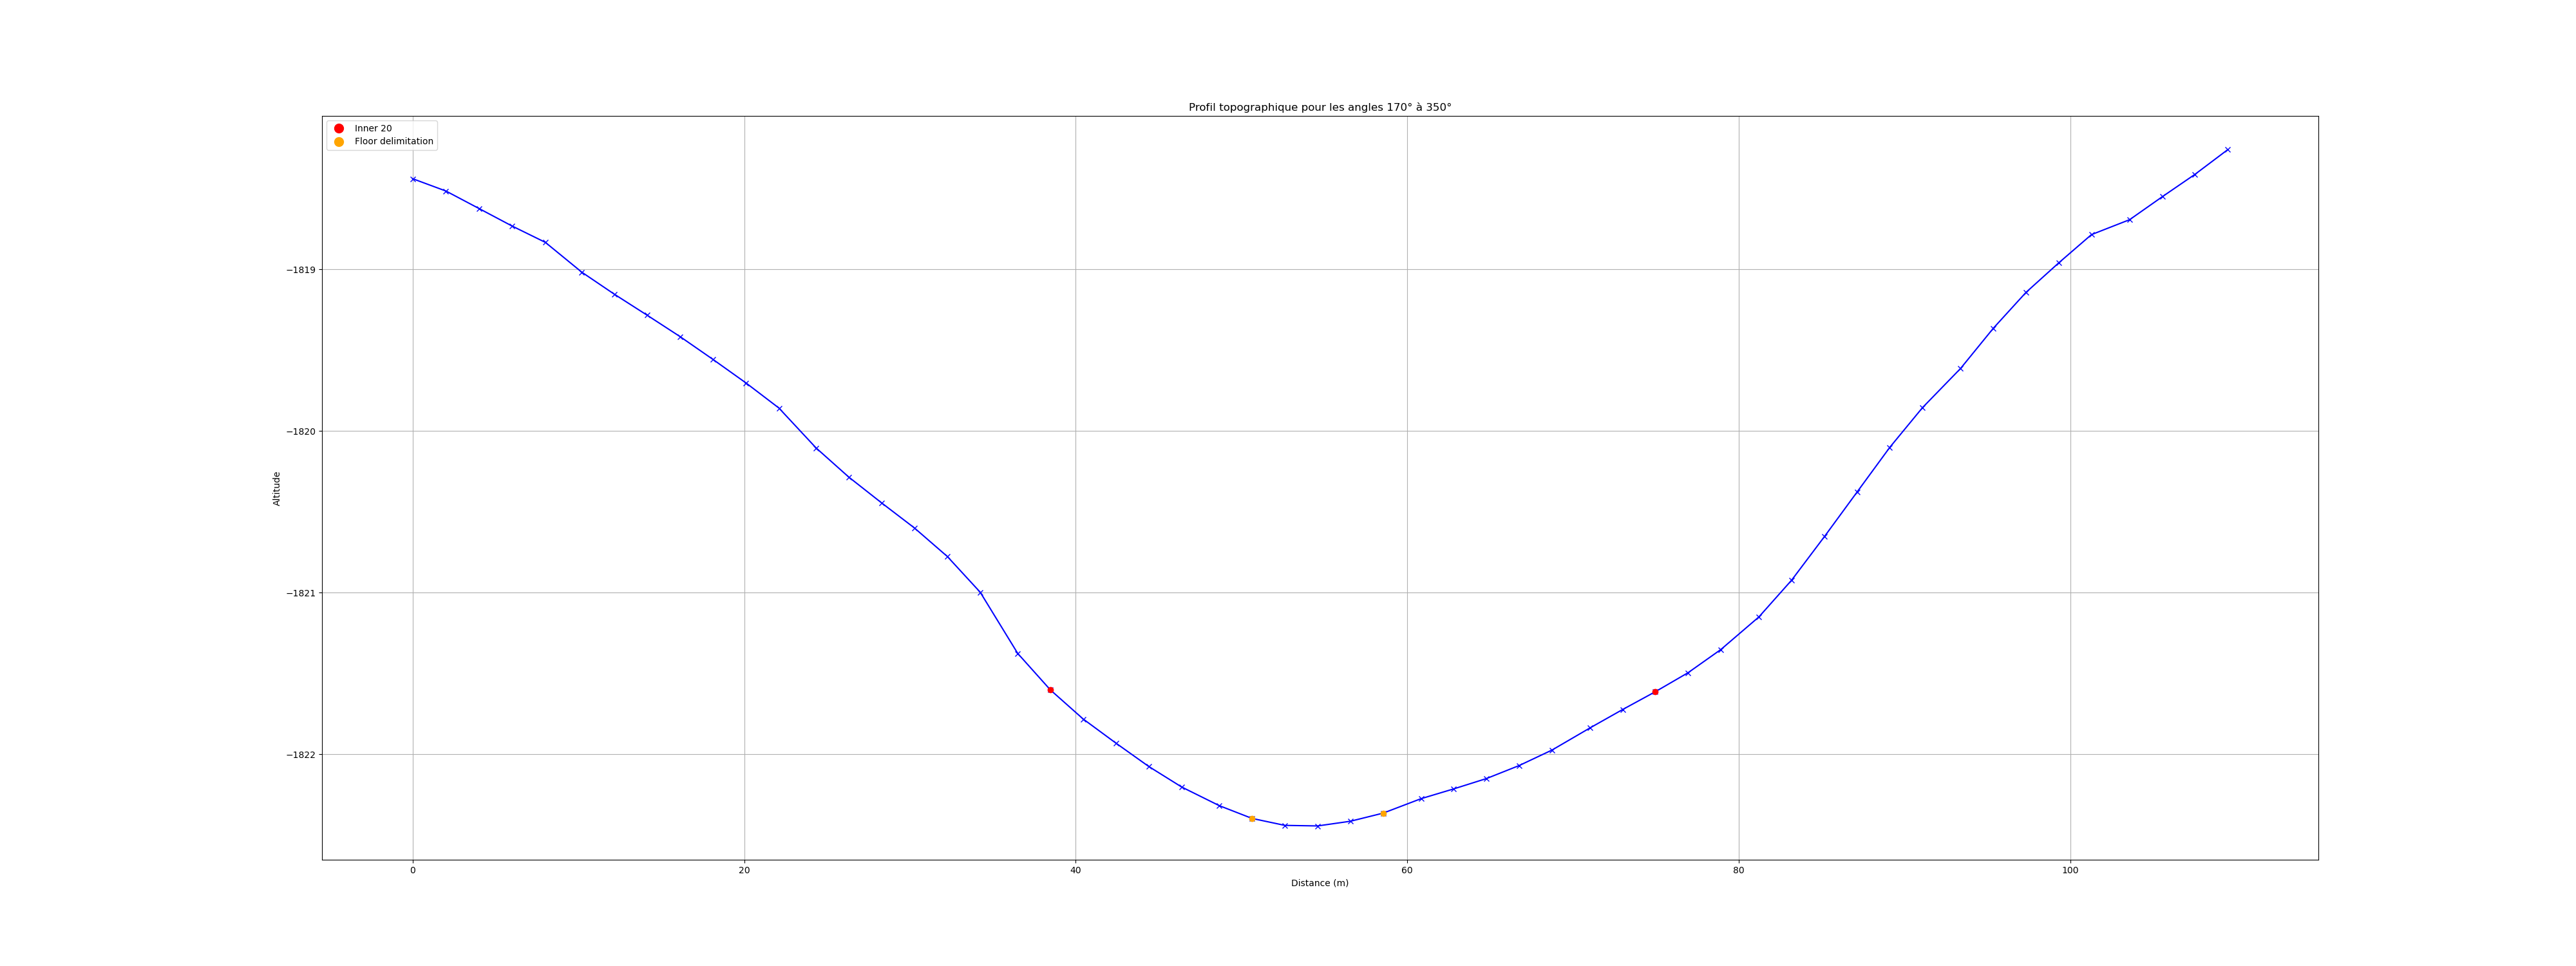 Profil topographique pour les angles 170° à 350°
Inner 20
Floor delimitation
−1819
−1820
−1821
−1822
Altitude
0
20
40
60
80
100
Distance (m)